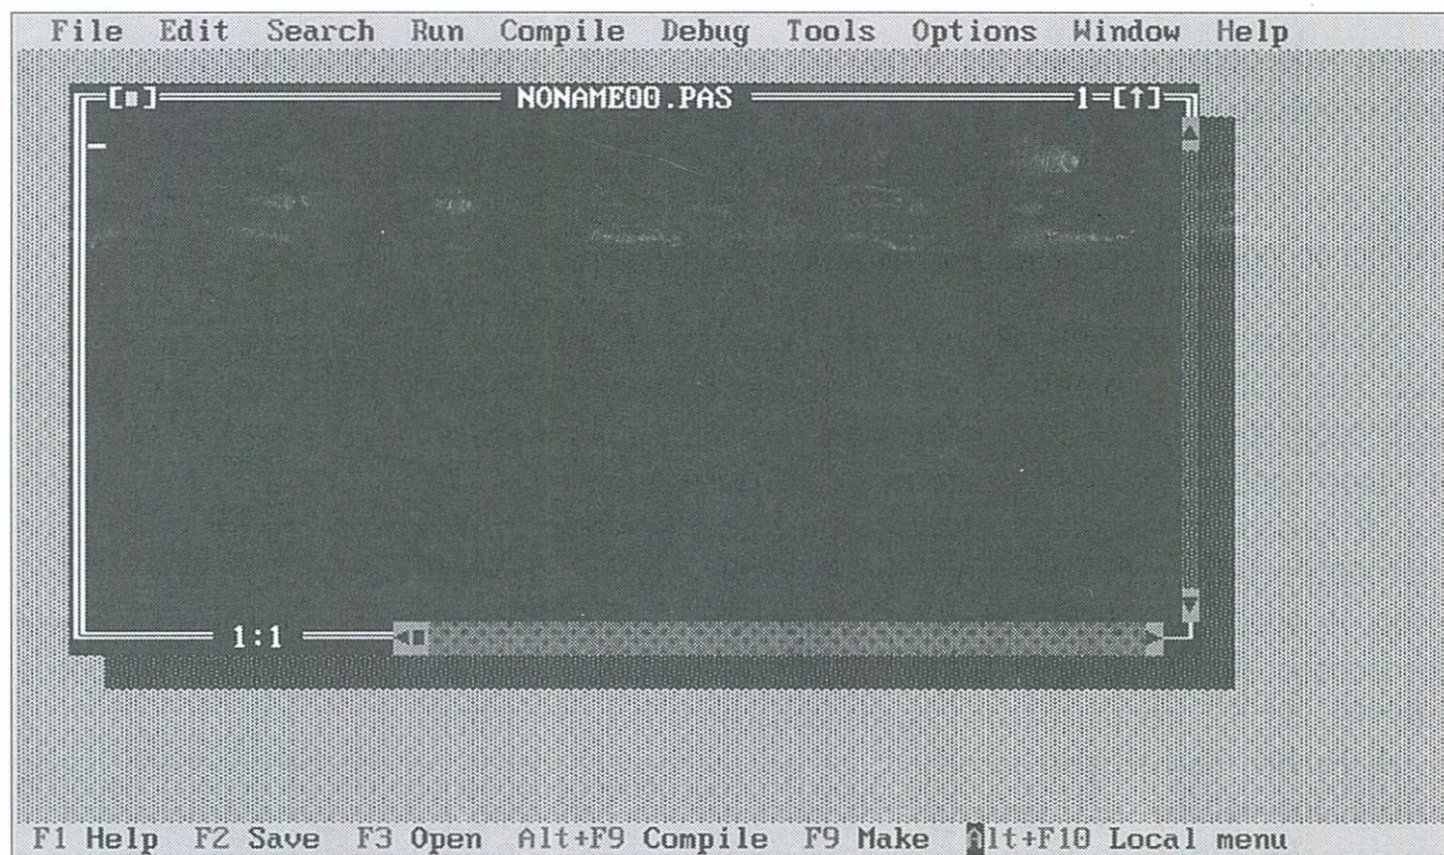 File Edit Search Run Compile Debug Tools Options Window Help
[■] NONAME00.PAS 1=[↑]
1:1
F1 Help F2 Save F3 Open Alt+F9 Compile F9 Make Alt+F10 Local menu